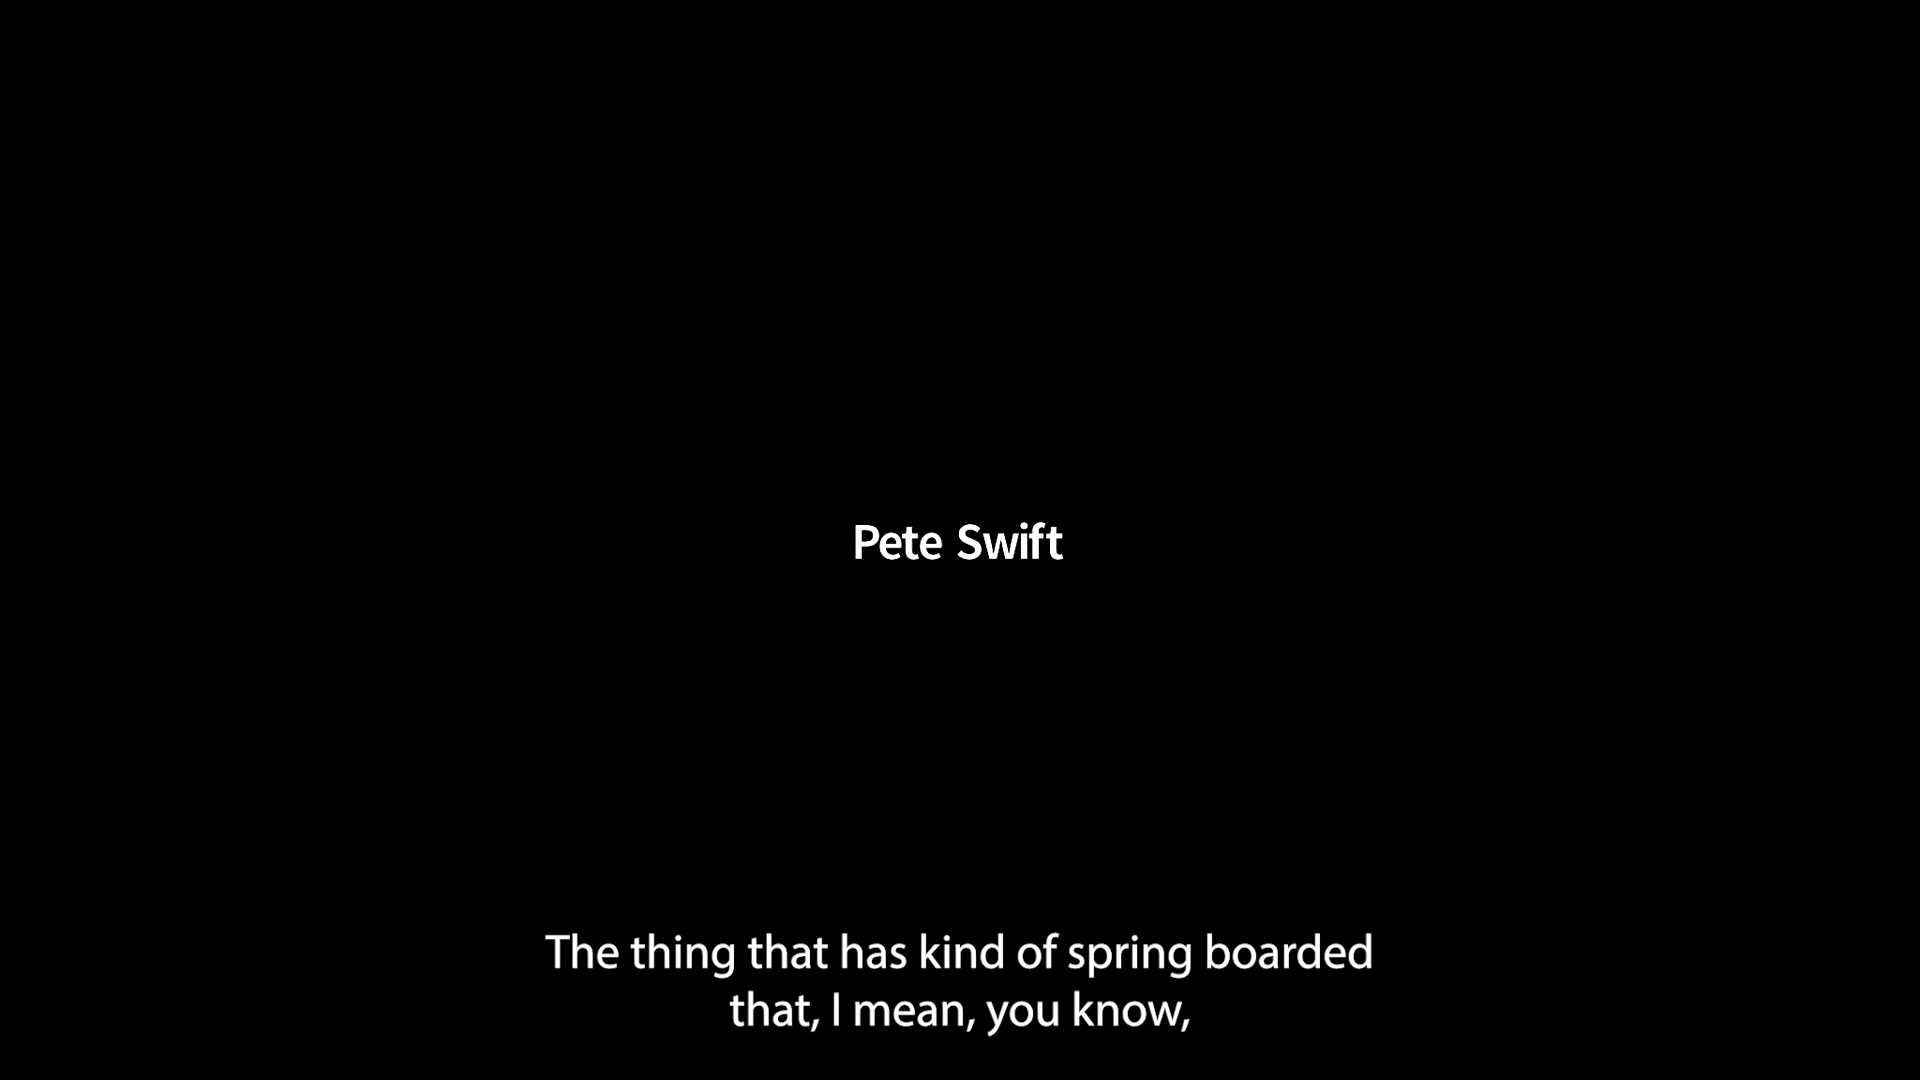 Pete Swift
The thing that has kind of spring boarded
that, I mean, you know,